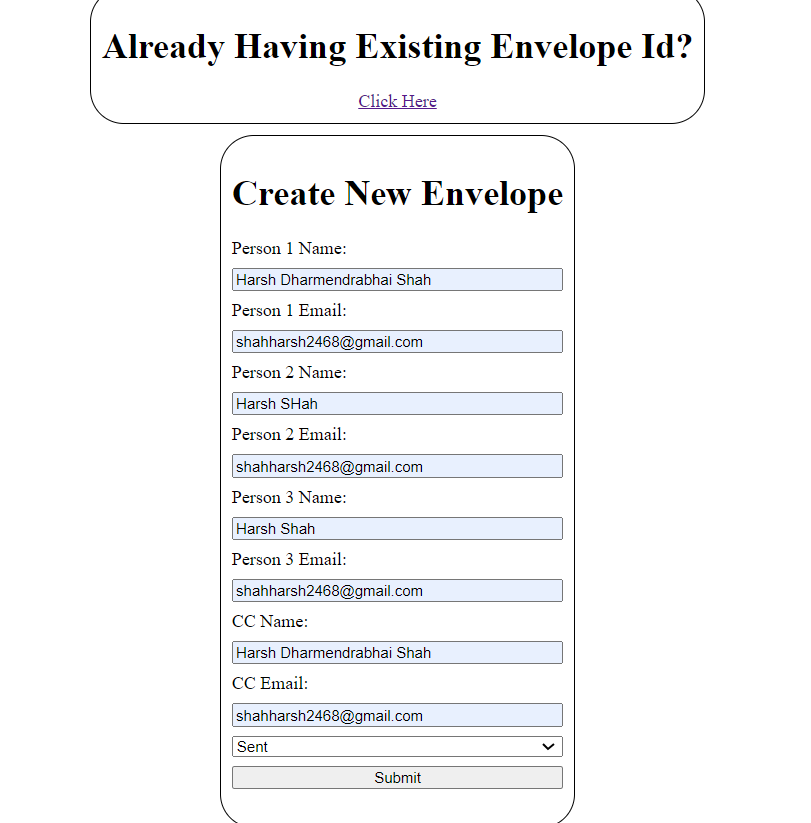 Already Having Existing Envelope Id?
Click Here
Create New Envelope
Person 1 Name:
Harsh Dharmendrabhai Shah
Person 1 Email:
shahharsh2468@gmail.com
Person 2 Name:
Harsh SHah
Person 2 Email:
shahharsh2468@gmail.com
Person 3 Name:
Harsh Shah
Person 3 Email:
shahharsh2468@gmail.com
CC Name:
Harsh Dharmendrabhai Shah
CC Email:
shahharsh2468@gmail.com
Sent
Submit